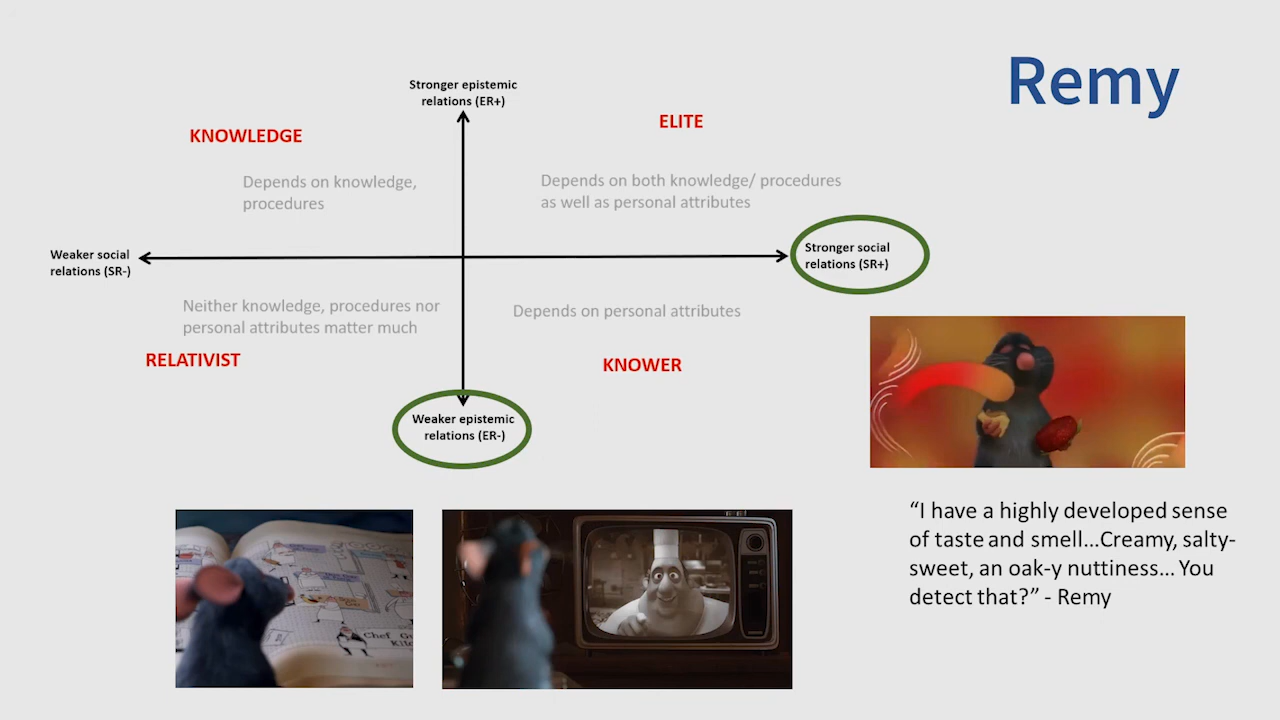 Remy
Stronger epistemic
relations (ER+)
KNOWLEDGE
ELITE
Depends on knowledge,
procedures
Depends on both knowledge/ procedures
as well as personal attributes
Weaker social
relations (SR-)
Stronger social
relations (SR+)
Neither knowledge, procedures nor
personal attributes matter much
Depends on personal attributes
RELATIVIST
KNOWER
Weaker epistemic
relations (ER-)
“I have a highly developed sense
of taste and smell...Creamy, salty-
sweet, an oak-y nuttiness... You
detect that?” - Remy
Chef